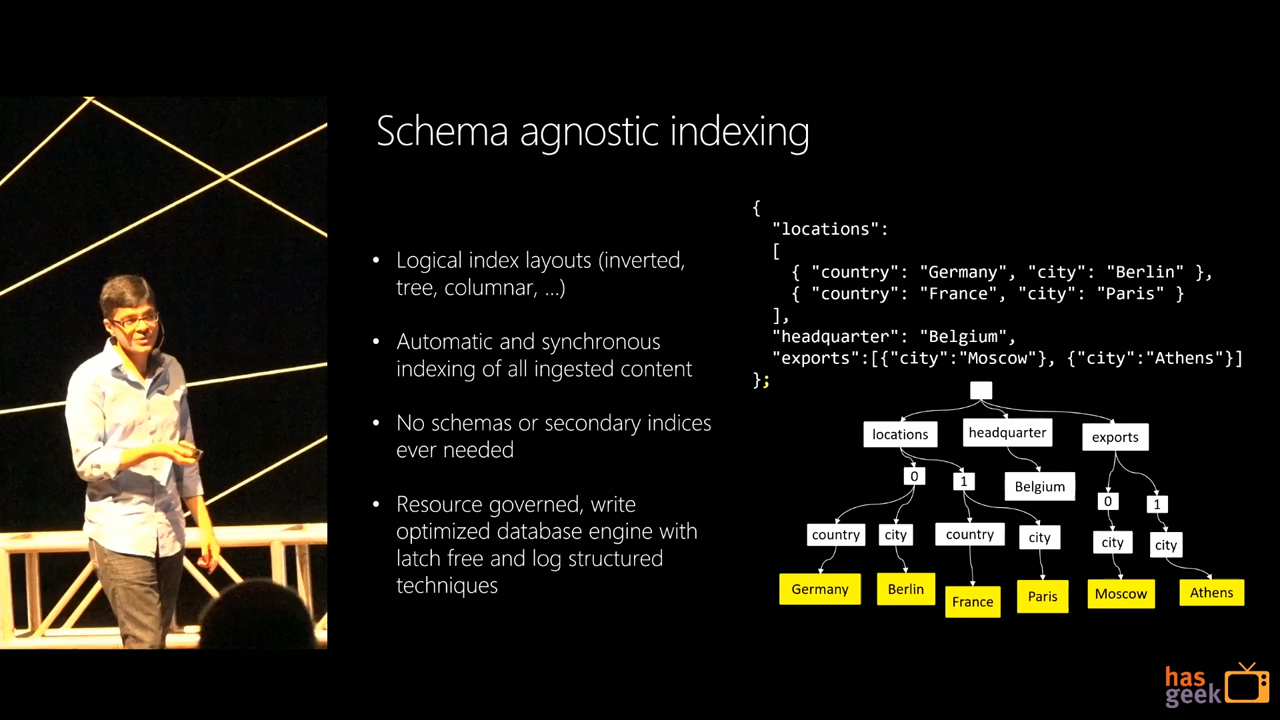 Schema agnostic indexing
• Logical index layouts (inverted,
tree, columnar, ...)
• Automatic and synchronous
indexing of all ingested content
• No schemas or secondary indices
ever needed
• Resource governed, write
optimized database engine with
latch free and log structured
techniques
{
"locations":
[
{ "country": "Germany", "city": "Berlin" },
{ "country": "France", "city": "Paris" }
],
"headquarter": "Belgium",
"exports":[{"city":"Moscow"}, {"city":"Athens"}]
};
locations headquarter exports
0 1 Belgium 0 1
country city country city city city
Germany Berlin France Paris Moscow Athens
has
geek